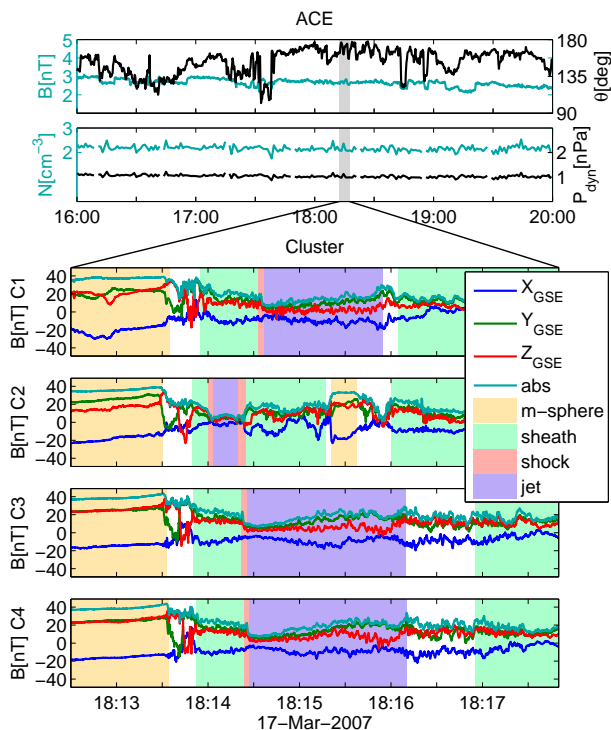 ACE
B[nT]
5
4
3
2
180
135
90
θ[deg]
N[cm⁻³]
3
2
2
1
P_dyn[nPa]
16:00 17:00 18:00 19:00 20:00
Cluster
B[nT] C1
40
20
0
−20
−40
B[nT] C2
40
20
0
−20
−40
B[nT] C3
40
20
0
−20
−40
B[nT] C4
40
20
0
−20
−40
X_GSE
Y_GSE
Z_GSE
abs
m−sphere
sheath
shock
jet
18:13 18:14 18:15 18:16 18:17
17−Mar−2007